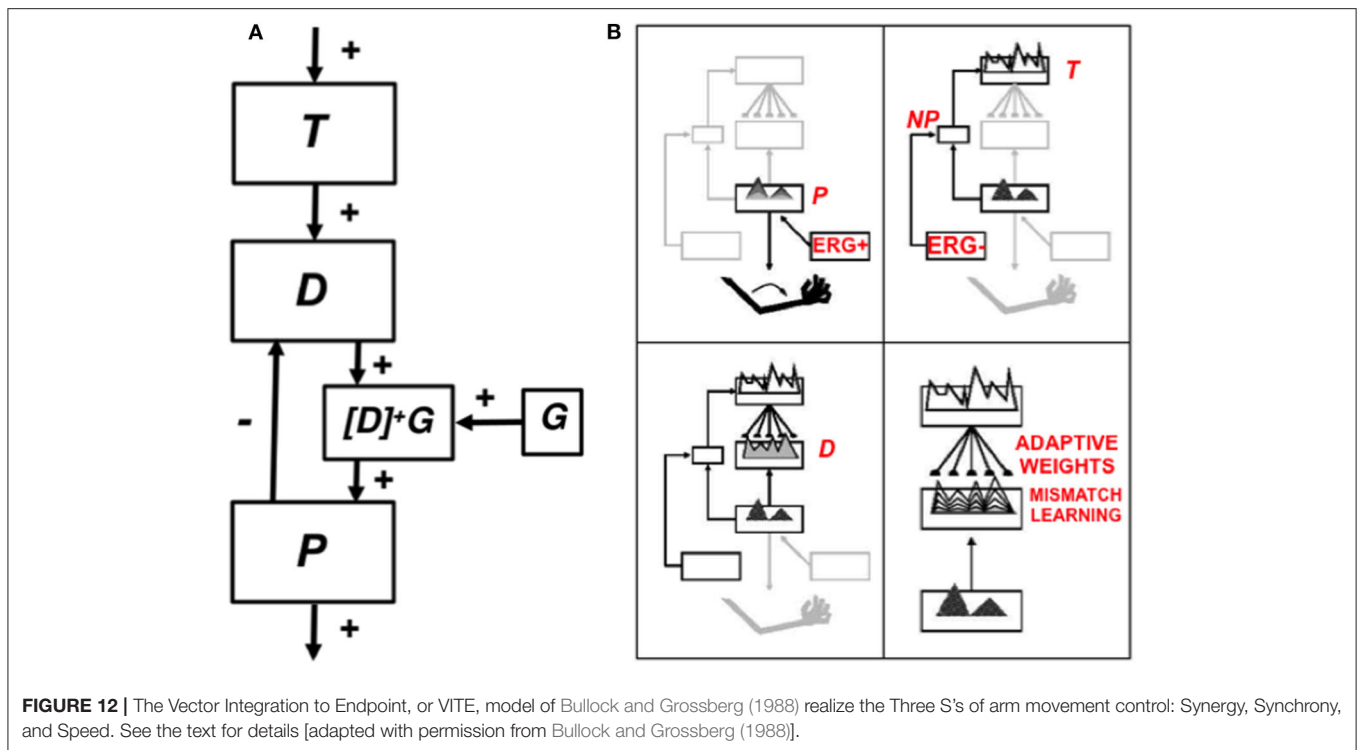 A
+
T
+
D
+
-
[D]⁺G
+
G
+
P
+
B
P
ERG+
T
NP
ERG-
D
ADAPTIVE
WEIGHTS
MISMATCH
LEARNING
FIGURE 12 | The Vector Integration to Endpoint, or VITE, model of Bullock and Grossberg (1988) realize the Three S's of arm movement control: Synergy, Synchrony,
and Speed. See the text for details [adapted with permission from Bullock and Grossberg (1988)].